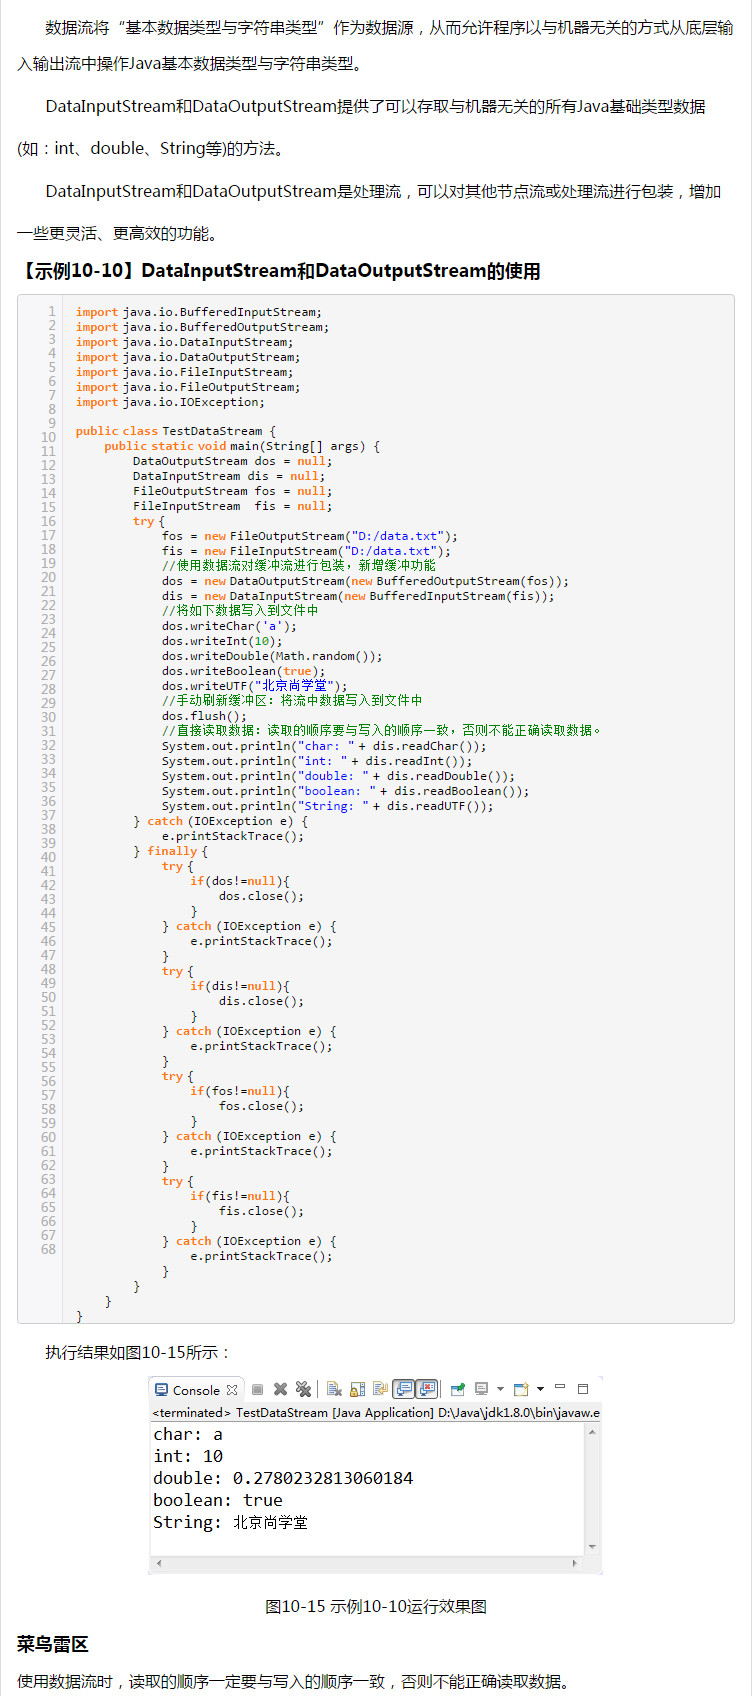 数据流将“基本数据类型与字符串类型”作为数据源，从而允许程序以与机器无关的方式从底层输
入输出流中操作Java基本数据类型与字符串类型。
DataInputStream和DataOutputStream提供了可以存取与机器无关的所有Java基础类型数据
(如：int、double、String等)的方法。
DataInputStream和DataOutputStream是处理流，可以对其他节点流或处理流进行包装，增加
一些更灵活、更高效的功能。
【示例10-10】DataInputStream和DataOutputStream的使用
1 import java.io.BufferedInputStream;
2 import java.io.BufferedOutputStream;
3 import java.io.DataInputStream;
4 import java.io.DataOutputStream;
5 import java.io.FileInputStream;
6 import java.io.FileOutputStream;
7 import java.io.IOException;
8
9 public class TestDataStream {
10 public static void main(String[] args) {
11 DataOutputStream dos = null;
12 DataInputStream dis = null;
13 FileOutputStream fos = null;
14 FileInputStream  fis = null;
15 try {
16 fos = new FileOutputStream("D:/data.txt");
17 fis = new FileInputStream("D:/data.txt");
18 //使用数据流对缓冲流进行包装，新增缓冲功能
19 dos = new DataOutputStream(new BufferedOutputStream(fos));
20 dis = new DataInputStream(new BufferedInputStream(fis));
21 //将如下数据写入到文件中
22 dos.writeChar('a');
23 dos.writeInt(10);
24 dos.writeDouble(Math.random());
25 dos.writeBoolean(true);
26 dos.writeUTF("北京尚学堂");
27 //手动刷新缓冲区：将流中数据写入到文件中
28 dos.flush();
29 //直接读取数据：读取的顺序要与写入的顺序一致，否则不能正确读取数据。
30 System.out.println("char: " + dis.readChar());
31 System.out.println("int: " + dis.readInt());
32 System.out.println("double: " + dis.readDouble());
33 System.out.println("boolean: " + dis.readBoolean());
34 System.out.println("String: " + dis.readUTF());
35 } catch (IOException e) {
36 e.printStackTrace();
37 } finally {
38 try {
39 if(dos!=null){
40 dos.close();
41 }
42 } catch (IOException e) {
43 e.printStackTrace();
44 }
45 try {
46 if(dis!=null){
47 dis.close();
48 }
49 } catch (IOException e) {
50 e.printStackTrace();
51 }
52 try {
53 if(fos!=null){
54 fos.close();
55 }
56 } catch (IOException e) {
57 e.printStackTrace();
58 }
59 try {
60 if(fis!=null){
61 fis.close();
62 }
63 } catch (IOException e) {
64 e.printStackTrace();
65 }
66 }
67 }
68 }
执行结果如图10-15所示：
Console
<terminated> TestDataStream [Java Application] D:\Java\jdk1.8.0\bin\javaw.e
char: a
int: 10
double: 0.2780232813060184
boolean: true
String: 北京尚学堂
图10-15 示例10-10运行效果图
菜鸟雷区
使用数据流时，读取的顺序一定要与写入的顺序一致，否则不能正确读取数据。